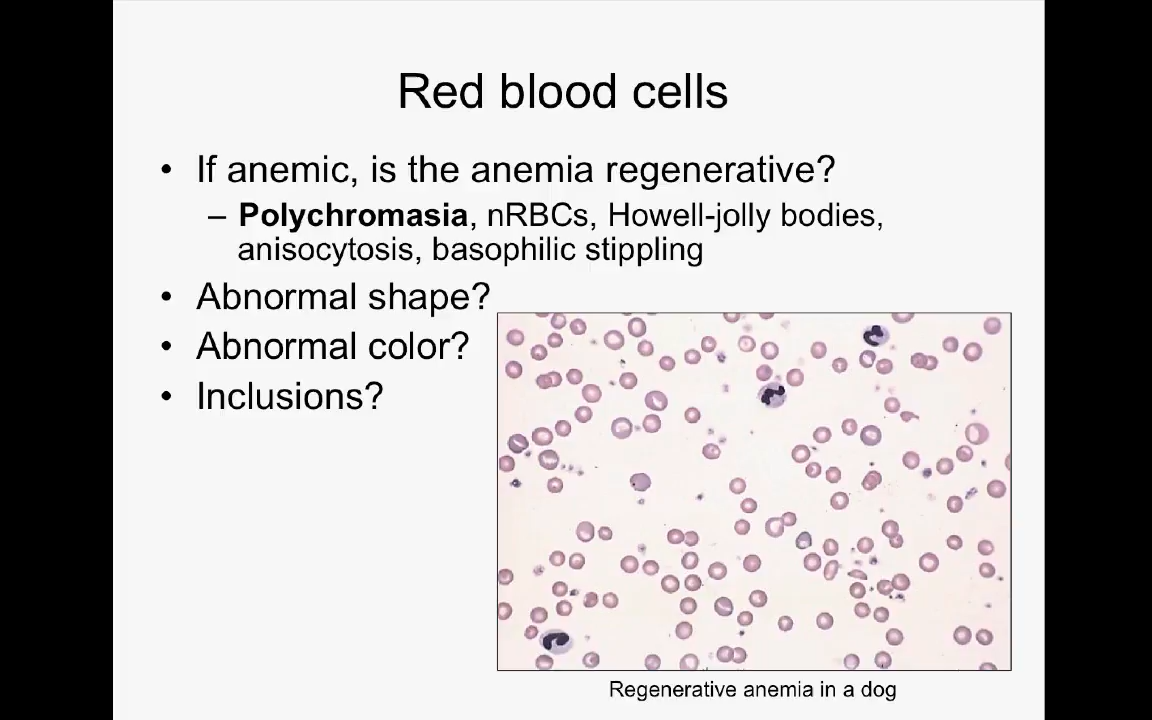 Red blood cells
• If anemic, is the anemia regenerative?
– Polychromasia, nRBCs, Howell-jolly bodies,
anisocytosis, basophilic stippling
• Abnormal shape?
• Abnormal color?
• Inclusions?
Regenerative anemia in a dog